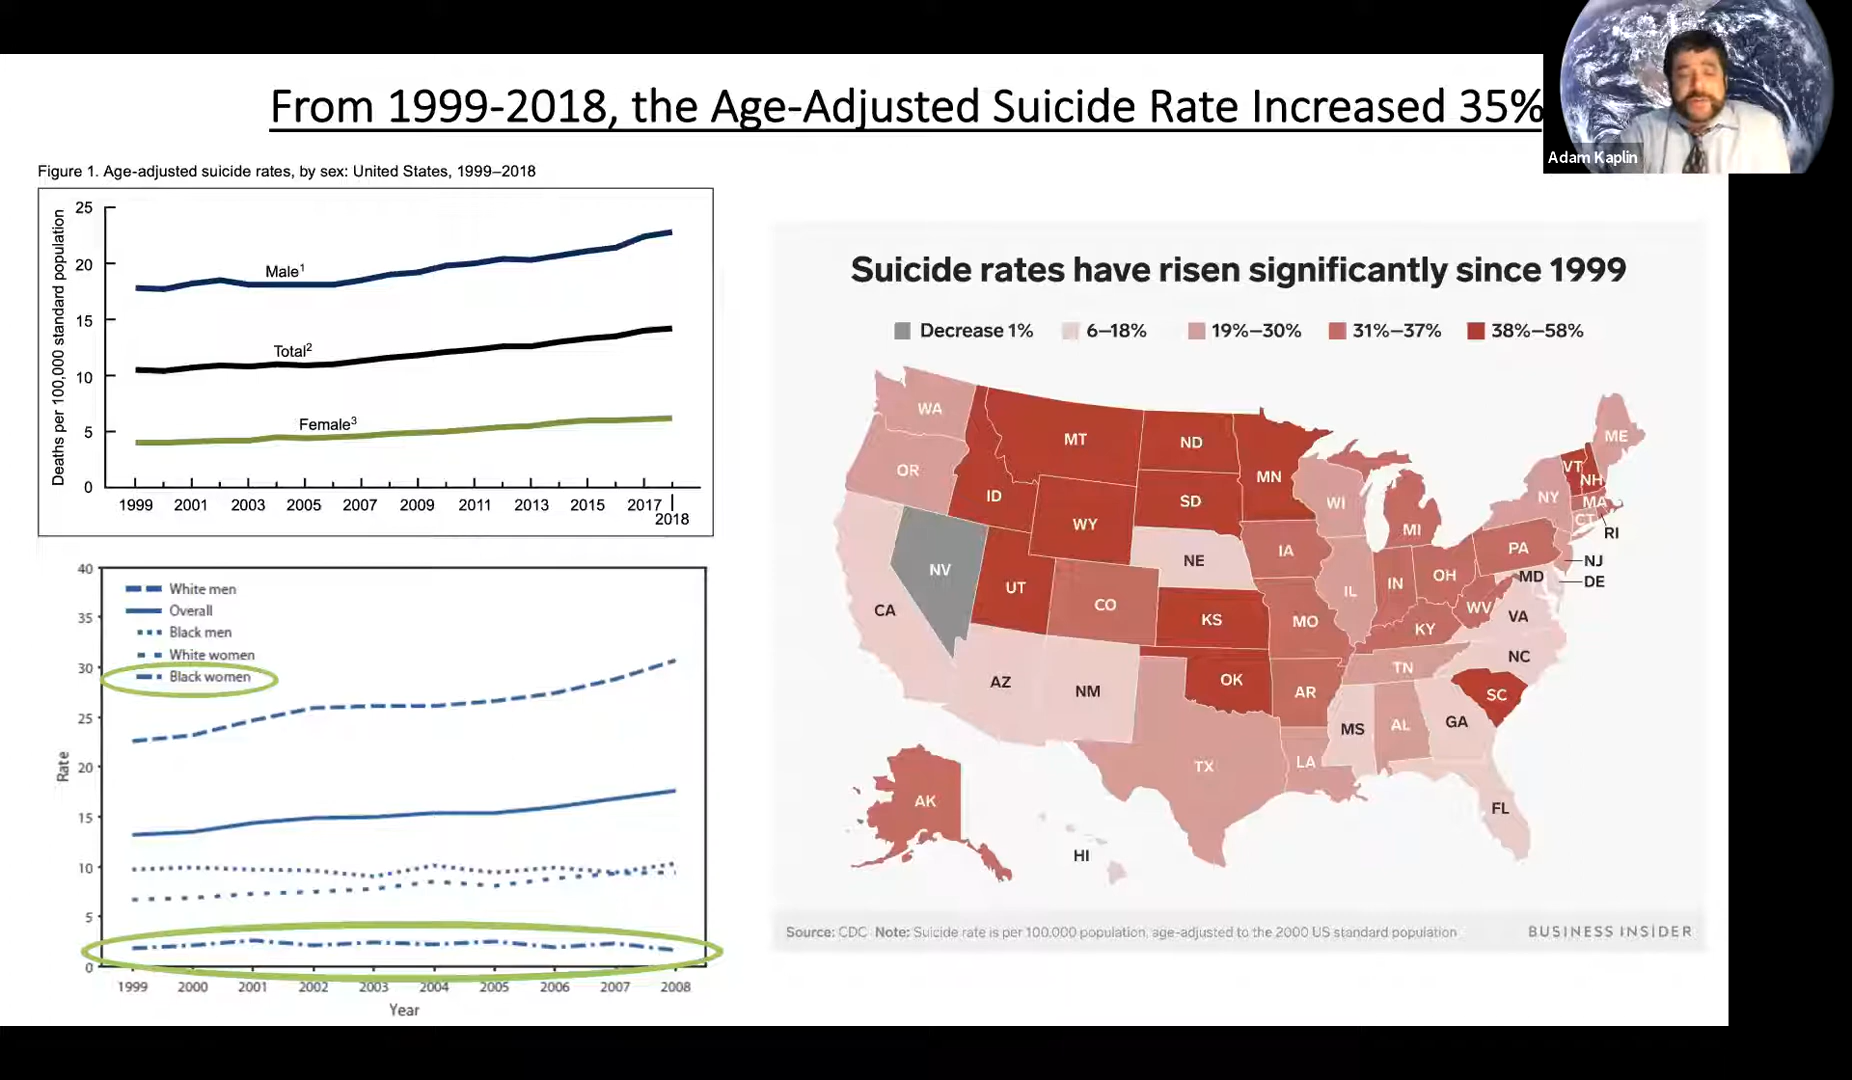 From 1999-2018, the Age-Adjusted Suicide Rate Increased 35%
Adam Kaplin
Figure 1. Age-adjusted suicide rates, by sex: United States, 1999–2018
Deaths per 100,000 standard population
25
20
15
10
5
0
Male¹
Total²
Female³
1999 2001 2003 2005 2007 2009 2011 2013 2015 2017
2018
40
35
30
25
20
15
10
5
0
White men
Overall
Black men
White women
Black women
Rate
1999 2000 2001 2002 2003 2004 2005 2006 2007 2008
Year
Suicide rates have risen significantly since 1999
Decrease 1% 6–18% 19%–30% 31%–37% 38%–58%
WA
MT
ND
ME
OR
ID
MN
VT
NH
SD
WI
NY
MA
WY
MI
CT
RI
NV
NE
IA
PA
NJ
UT
CO
IL
IN
OH
MD
DE
CA
KS
MO
KY
WV
VA
AZ
NM
OK
AR
TN
NC
SC
TX
LA
MS
AL
GA
FL
AK
HI
Source: CDC Note: Suicide rate is per 100,000 population, age-adjusted to the 2000 US standard population
BUSINESS INSIDER